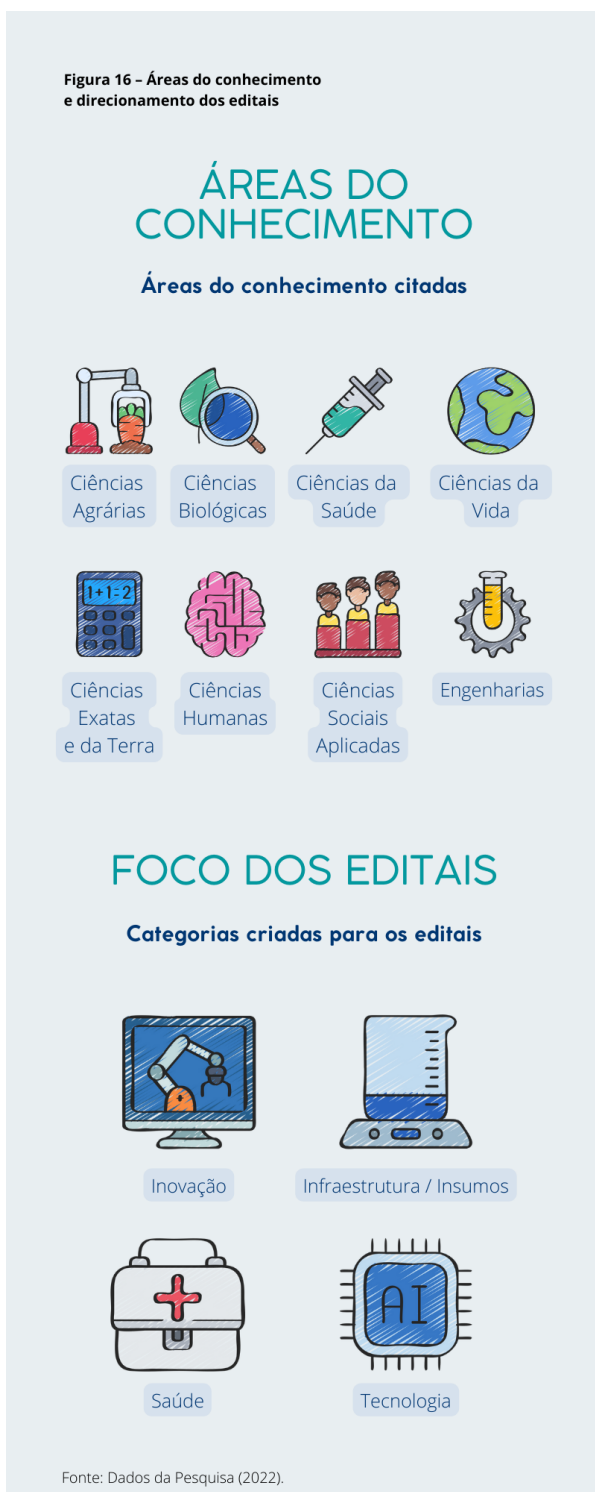 Figura 16 – Áreas do conhecimento
e direcionamento dos editais
ÁREAS DO
CONHECIMENTO
Áreas do conhecimento citadas
Ciências
Agrárias
Ciências
Biológicas
Ciências da
Saúde
Ciências da
Vida
1+1=2
Ciências
Exatas
e da Terra
Ciências
Humanas
Ciências
Sociais
Aplicadas
Engenharias
FOCO DOS EDITAIS
Categorias criadas para os editais
Inovação
Infraestrutura / Insumos
Saúde
AI
Tecnologia
Fonte: Dados da Pesquisa (2022).